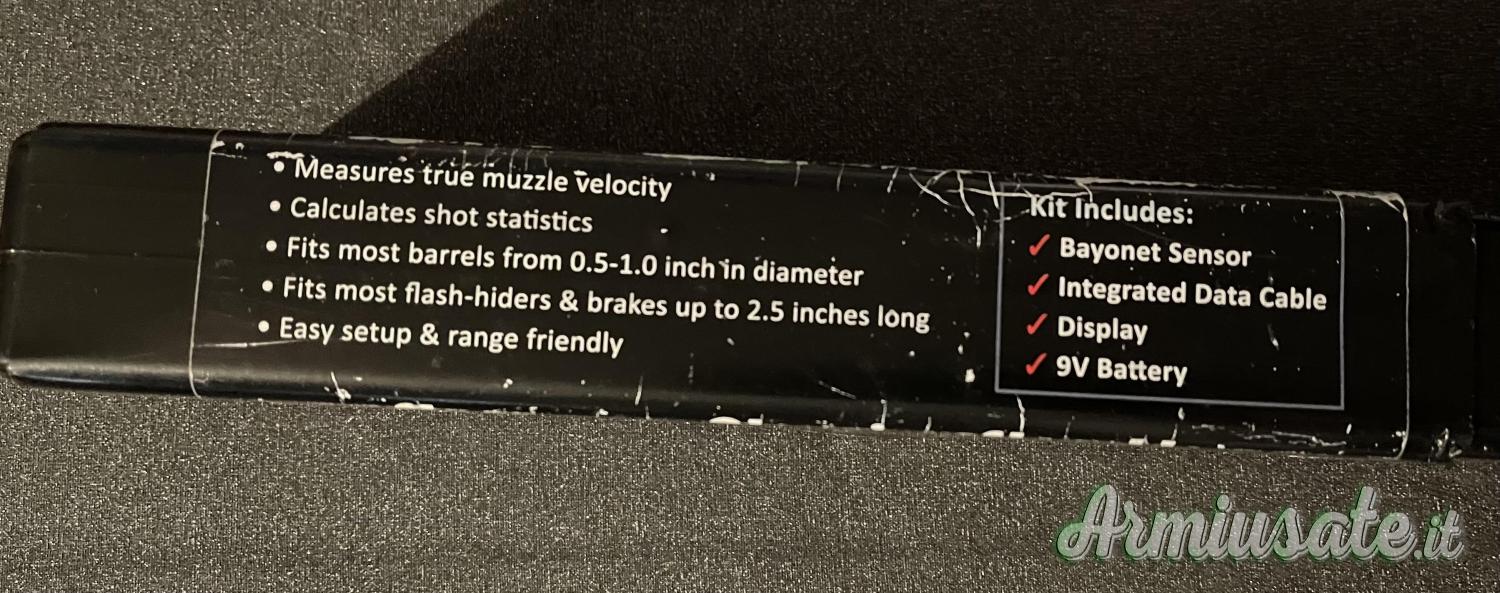 • Measures true muzzle velocity
• Calculates shot statistics
• Fits most barrels from 0.5-1.0 inch in diameter
• Fits most flash-hiders & brakes up to 2.5 inches long
• Easy setup & range friendly
Kit Includes:
✓ Bayonet Sensor
✓ Integrated Data Cable
✓ Display
✓ 9V Battery
Armiusate.it